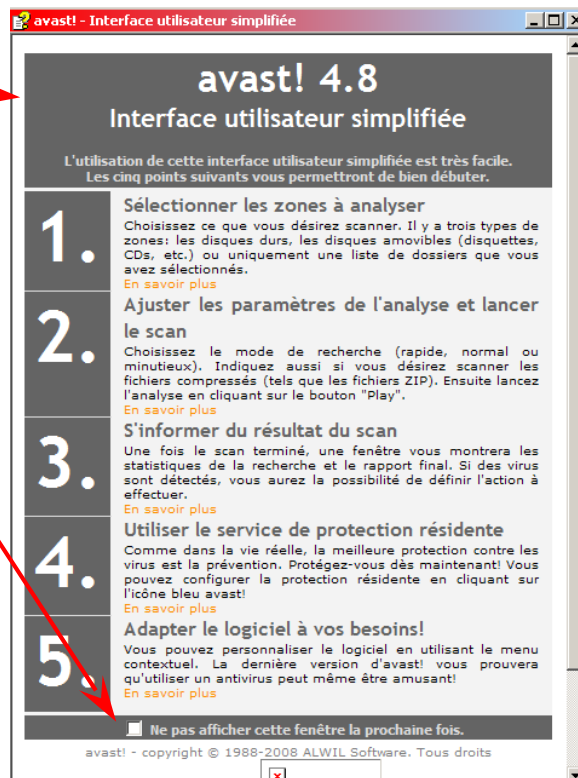 avast! - Interface utilisateur simplifiée
avast! 4.8
Interface utilisateur simplifiée
L'utilisation de cette interface utilisateur simplifiée est très facile.
Les cinq points suivants vous permettront de bien débuter.
1.
Sélectionner les zones à analyser
Choisissez ce que vous désirez scanner. Il y a trois types de
zones: les disques durs, les disques amovibles (disquettes,
CDs, etc.) ou uniquement une liste de dossiers que vous
avez sélectionnés.
En savoir plus
2.
Ajuster les paramètres de l'analyse et lancer
le scan
Choisissez le mode de recherche (rapide, normal ou
minutieux). Indiquez aussi si vous désirez scanner les
fichiers compressés (tels que les fichiers ZIP). Ensuite lancez
l'analyse en cliquant sur le bouton "Play".
En savoir plus
3.
S'informer du résultat du scan
Une fois le scan terminé, une fenêtre vous montrera les
statistiques de la recherche et le rapport final. Si des virus
sont détectés, vous aurez la possibilité de définir l'action à
effectuer.
En savoir plus
4.
Utiliser le service de protection résidente
Comme dans la vie réelle, la meilleure protection contre les
virus est la prévention. Protégez-vous dès maintenant! Vous
pouvez configurer la protection résidente en cliquant sur
l'icône bleu avast!
En savoir plus
5.
Adapter le logiciel à vos besoins!
Vous pouvez personnaliser le logiciel en utilisant le menu
contextuel. La dernière version d'avast! vous prouvera
qu'utiliser un antivirus peut même être amusant!
En savoir plus
Ne pas afficher cette fenêtre la prochaine fois.
avast! - copyright © 1988-2008 ALWIL Software. Tous droits